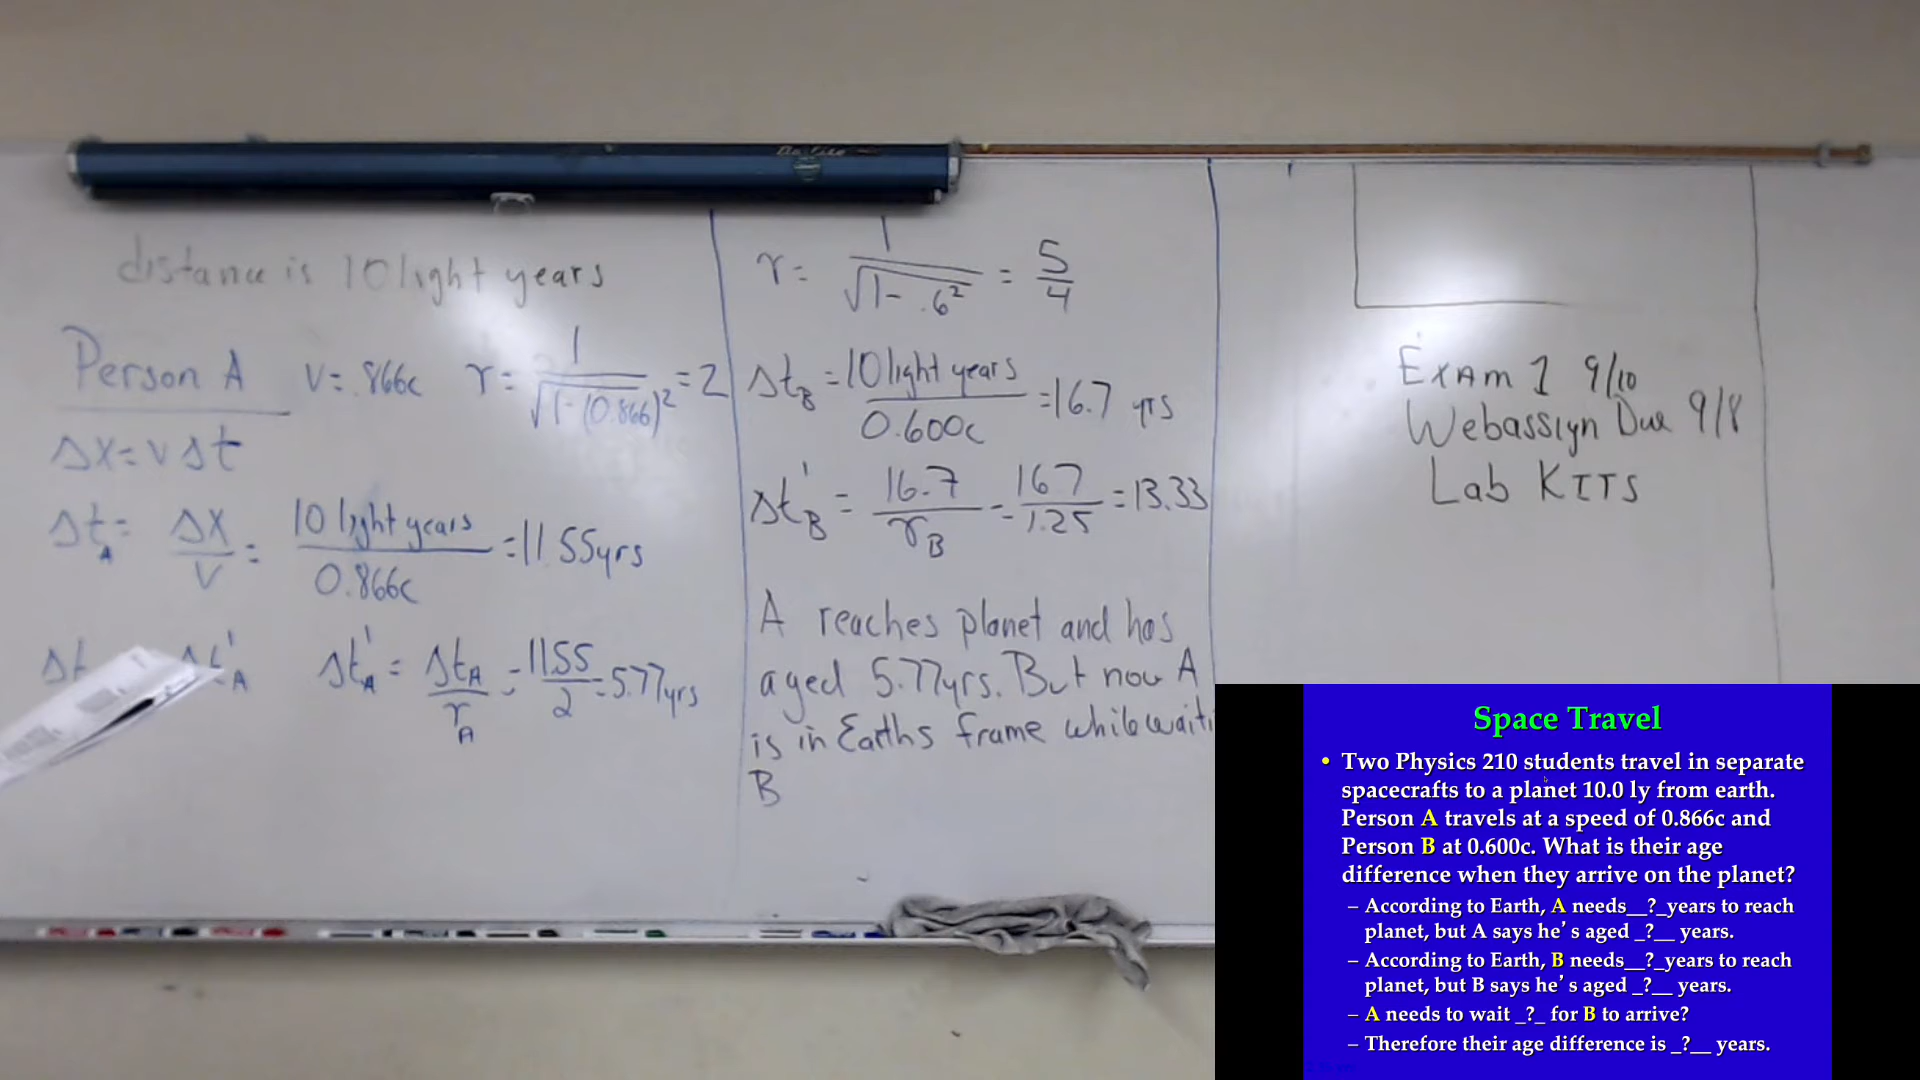 distance is 10 light years
Person A v= .866c γ= 1/√(1-(0.866)²) =2
Δx=vΔt
Δt_A = Δx/v = 10 light years/0.866c =11.55yrs
Δt Δt'_A Δt'_A = Δt_A/γ_A = 11.55/2 =5.77yrs
γ= 1/√(1-.6²) = 5/4
Δt_B = 10 light years/0.600c =16.7 yrs
Δt'_B = 16.7/γ_B = 16.7/1.25 =13.33
A reaches planet and has
aged 5.77yrs. But now A
is in Earths frame while waiti
B
Exam 1 9/10
Webassign Due 9/8
Lab KITS
Space Travel
• Two Physics 210 students travel in separate
spacecrafts to a planet 10.0 ly from earth.
Person A travels at a speed of 0.866c and
Person B at 0.600c. What is their age
difference when they arrive on the planet?
– According to Earth, A needs__?_years to reach
planet, but A says he's aged _?__ years.
– According to Earth, B needs__?_years to reach
planet, but B says he's aged _?__ years.
– A needs to wait _?_ for B to arrive?
– Therefore their age difference is _?__ years.